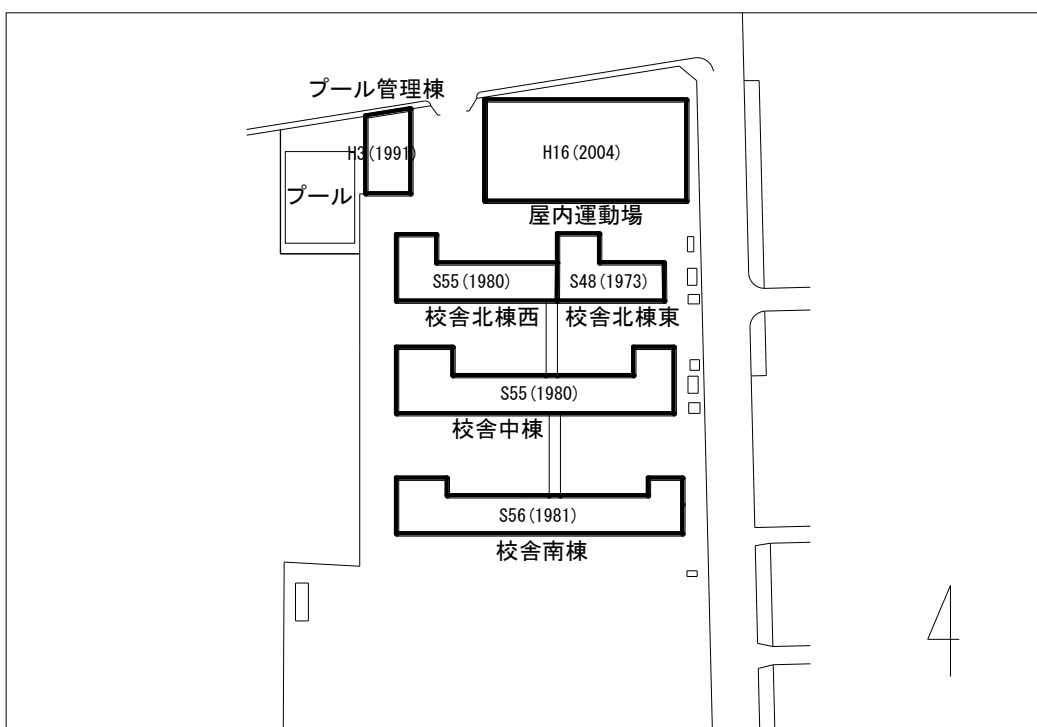 プール管理棟
H3(1991)
H16(2004)
プール
屋内運動場
S55(1980)
S48(1973)
校舎北棟西
校舎北棟東
S55(1980)
校舎中棟
S56(1981)
校舎南棟